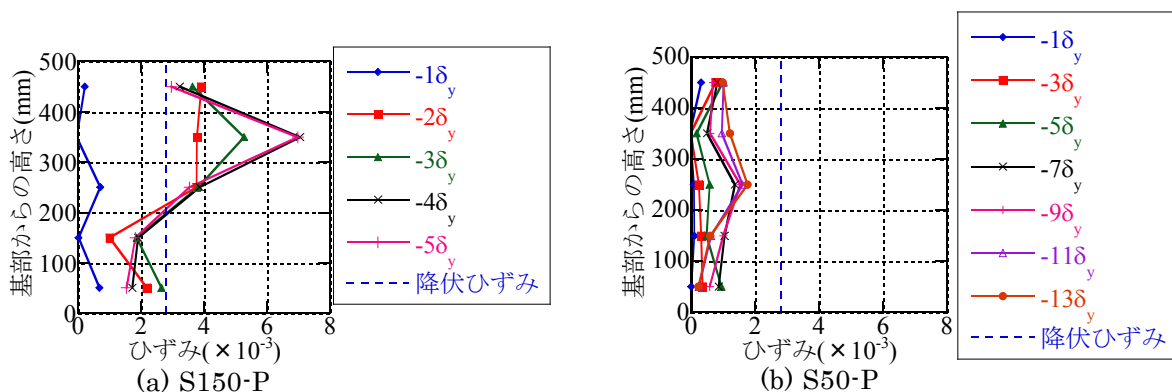 基部からの高さ(mm)
500
400
300
200
100
0
0 2 4 6 8
ひずみ(×10-3)
(a) S150-P
-1δy
-2δy
-3δy
-4δy
-5δy
降伏ひずみ
基部からの高さ(mm)
500
400
300
200
100
0
0 2 4 6 8
ひずみ(×10-3)
(b) S50-P
-1δy
-3δy
-5δy
-7δy
-9δy
-11δy
-13δy
降伏ひずみ